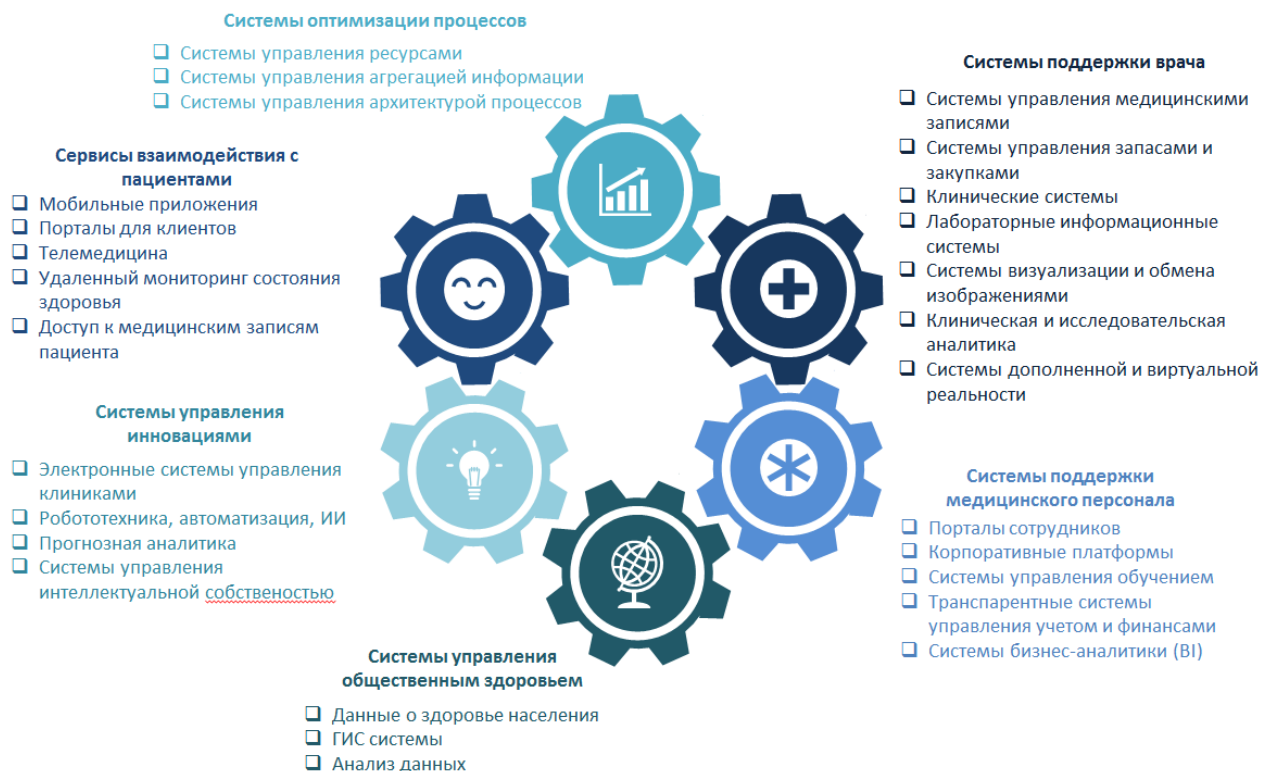 Системы оптимизации процессов
❑ Системы управления ресурсами
❑ Системы управления агрегацией информации
❑ Системы управления архитектурой процессов
Сервисы взаимодействия с
пациентами
❑ Мобильные приложения
❑ Порталы для клиентов
❑ Телемедицина
❑ Удаленный мониторинг состояния
здоровья
❑ Доступ к медицинским записям
пациента
Системы управления
инновациями
❑ Электронные системы управления
клиниками
❑ Робототехника, автоматизация, ИИ
❑ Прогнозная аналитика
❑ Системы управления
интеллектуальной собственостью
Системы управления
общественным здоровьем
❑ Данные о здоровье населения
❑ ГИС системы
❑ Анализ данных
Системы поддержки врача
❑ Системы управления медицинскими
записями
❑ Системы управления запасами и
закупками
❑ Клинические системы
❑ Лабораторные информационные
системы
❑ Системы визуализации и обмена
изображениями
❑ Клиническая и исследовательская
аналитика
❑ Системы дополненной и виртуальной
реальности
Системы поддержки
медицинского персонала
❑ Порталы сотрудников
❑ Корпоративные платформы
❑ Системы управления обучением
❑ Транспарентные системы
управления учетом и финансами
❑ Системы бизнес-аналитики (BI)